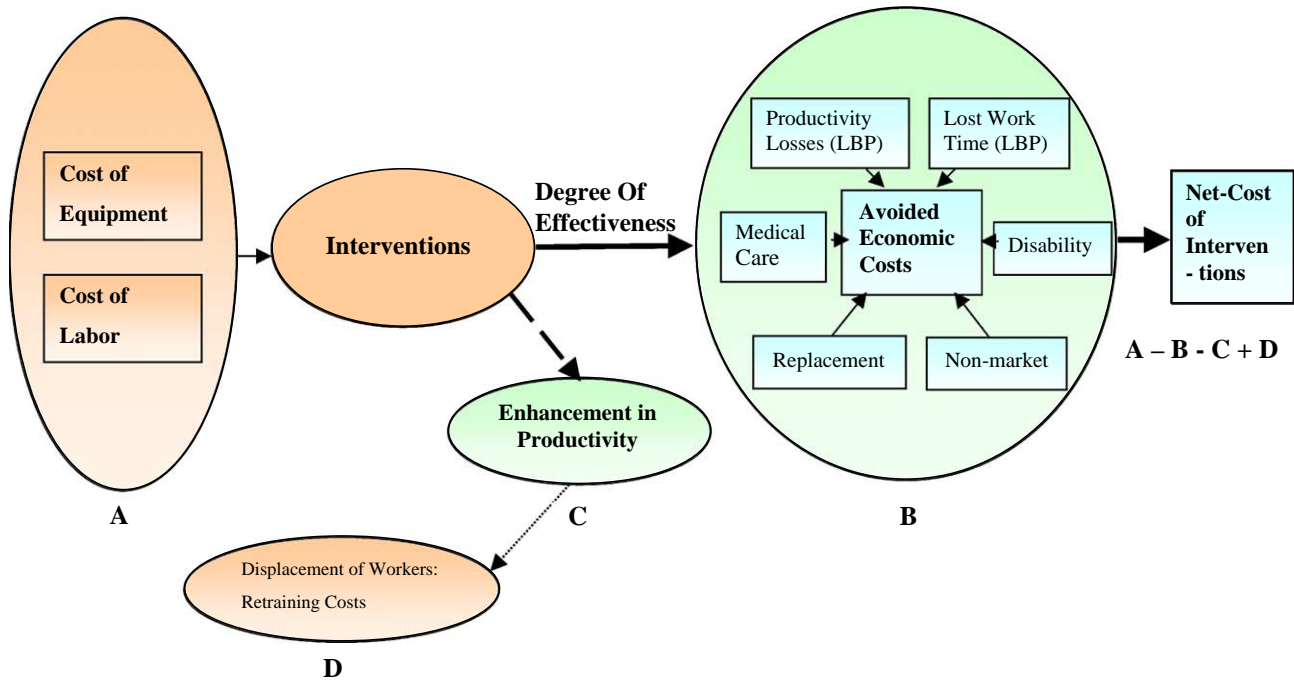 Cost of
Equipment
Cost of
Labor
A
Interventions
Degree Of
Effectiveness
Enhancement in
Productivity
C
Displacement of Workers:
Retraining Costs
D
Productivity
Losses (LBP)
Lost Work
Time (LBP)
Medical
Care
Avoided
Economic
Costs
Disability
Replacement
Non-market
B
Net-Cost
of
Interven
- tions
A – B - C + D